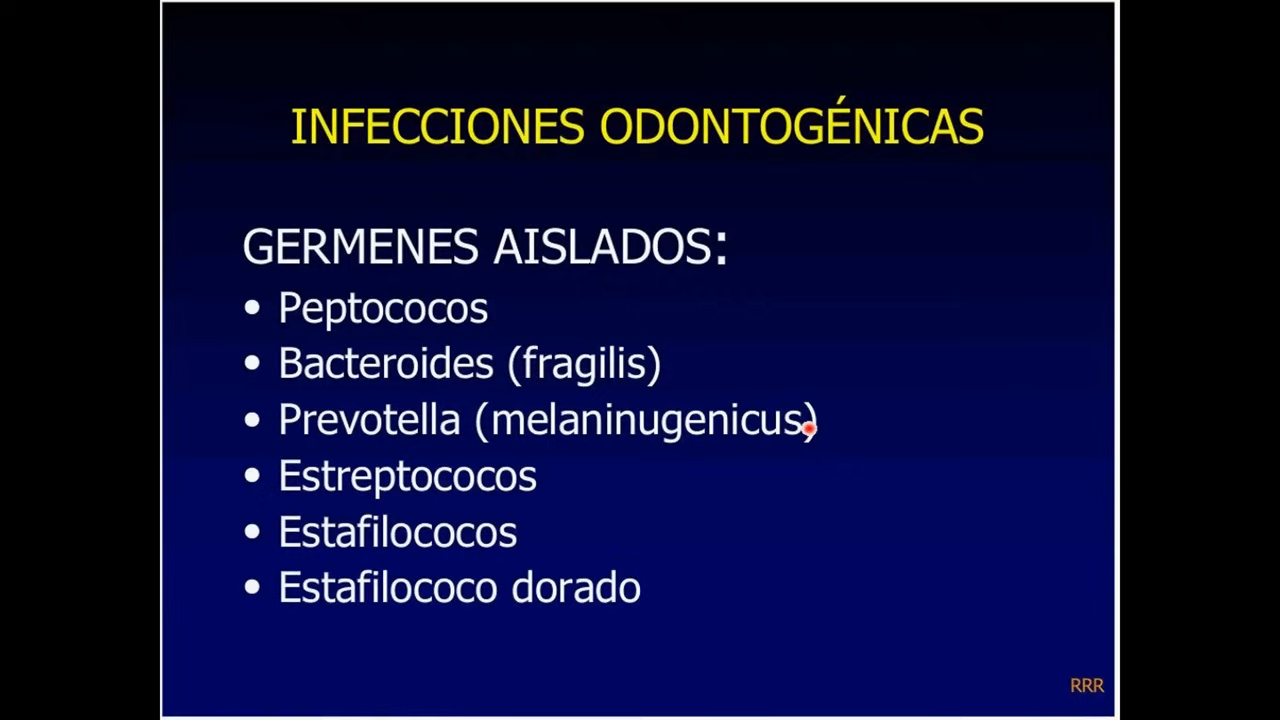 INFECCIONES ODONTOGÉNICAS
GERMENES AISLADOS:
• Peptococos
• Bacteroides (fragilis)
• Prevotella (melaninugenicus)
• Estreptococos
• Estafilococos
• Estafilococo dorado
RRR